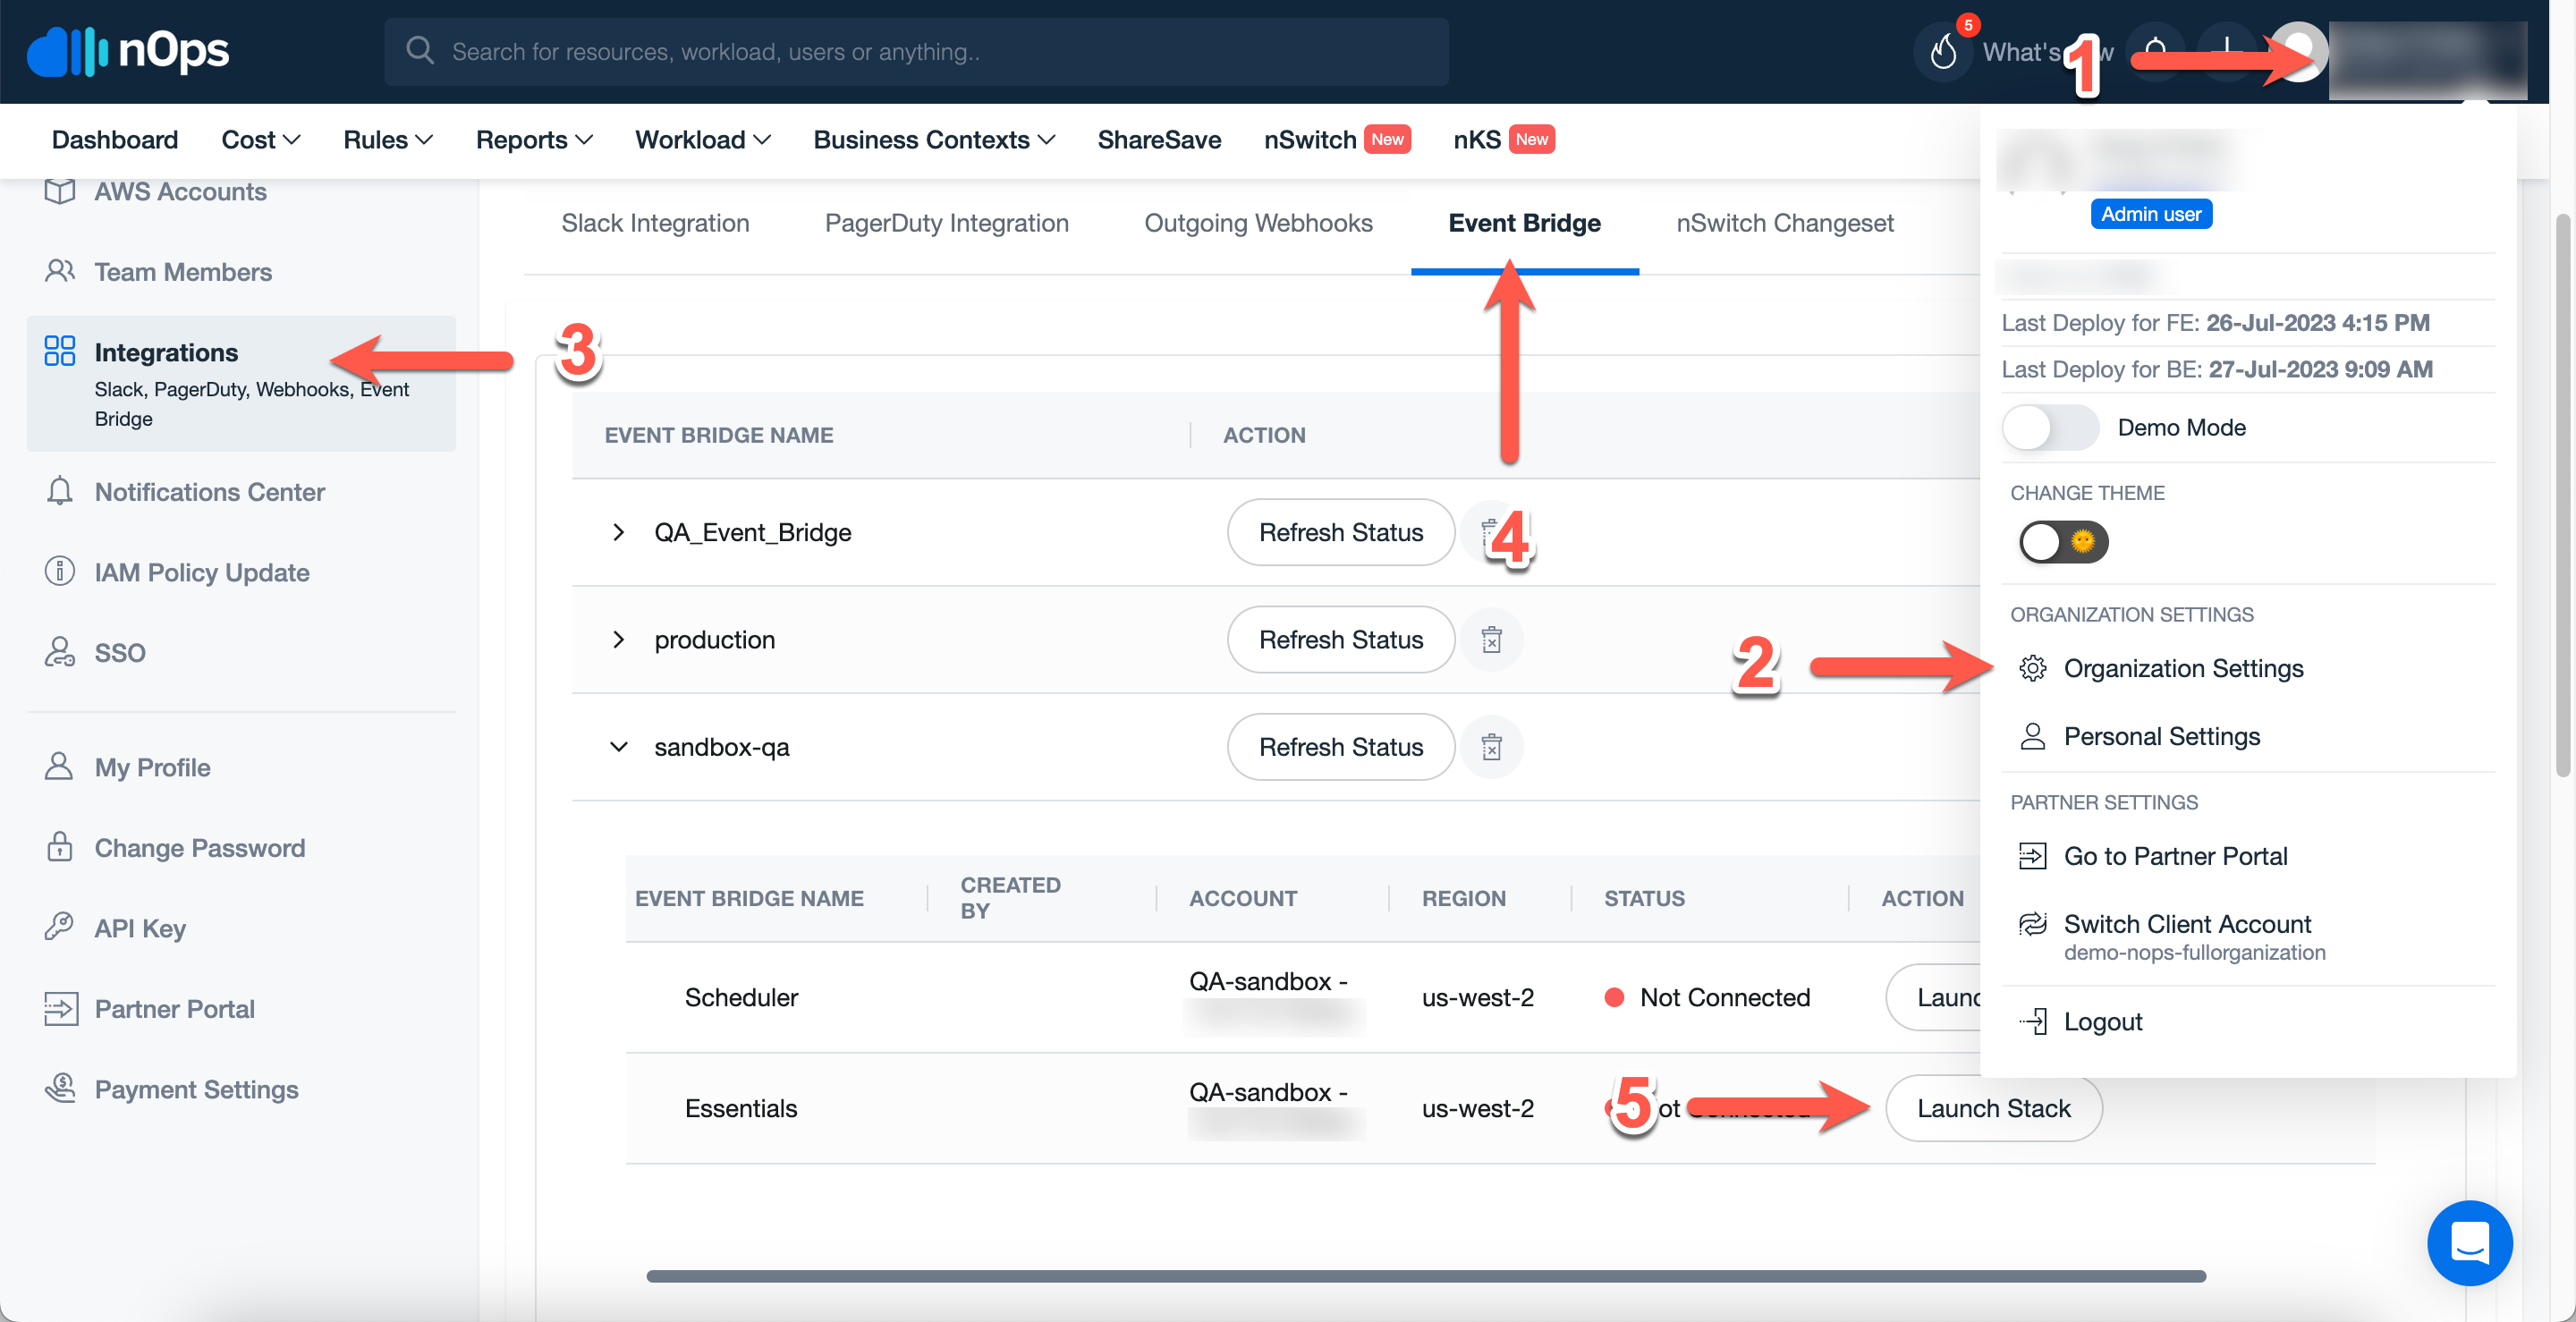 nOps
Search for resources, workload, users or anything..
5
What's
1
Dashboard
Cost
Rules
Reports
Workload
Business Contexts
ShareSave
nSwitch New
nKS New
AWS Accounts
Team Members
Integrations
Slack, PagerDuty, Webhooks, Event
Bridge
Notifications Center
IAM Policy Update
SSO
My Profile
Change Password
API Key
Partner Portal
Payment Settings
3
Slack Integration
PagerDuty Integration
Outgoing Webhooks
Event Bridge
nSwitch Changeset
EVENT BRIDGE NAME
ACTION
QA_Event_Bridge
Refresh Status
4
production
Refresh Status
sandbox-qa
Refresh Status
2
EVENT BRIDGE NAME
CREATED
BY
ACCOUNT
REGION
STATUS
ACTION
Scheduler
QA-sandbox -
us-west-2
Not Connected
Essentials
QA-sandbox -
us-west-2
5
Launch Stack
Admin user
Last Deploy for FE: 26-Jul-2023 4:15 PM
Last Deploy for BE: 27-Jul-2023 9:09 AM
Demo Mode
CHANGE THEME
ORGANIZATION SETTINGS
Organization Settings
Personal Settings
PARTNER SETTINGS
Go to Partner Portal
Switch Client Account
demo-nops-fullorganization
Logout